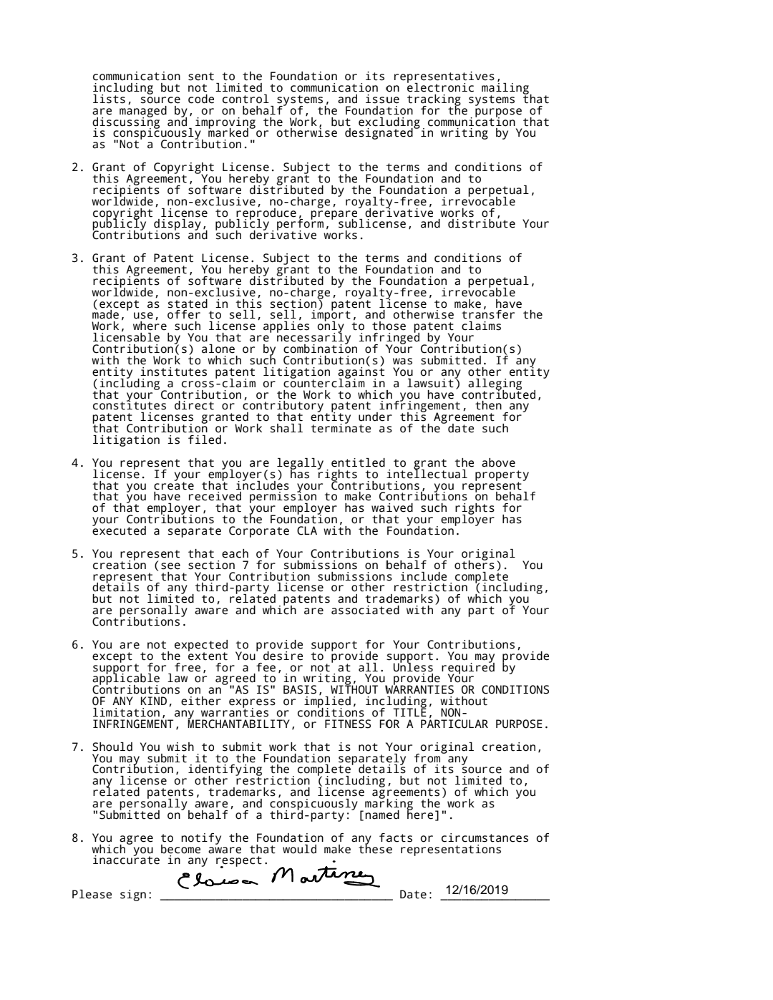 communication sent to the Foundation or its representatives,
including but not limited to communication on electronic mailing
lists, source code control systems, and issue tracking systems that
are managed by, or on behalf of, the Foundation for the purpose of
discussing and improving the Work, but excluding communication that
is conspicuously marked or otherwise designated in writing by You
as "Not a Contribution."
2. Grant of Copyright License. Subject to the terms and conditions of
this Agreement, You hereby grant to the Foundation and to
recipients of software distributed by the Foundation a perpetual,
worldwide, non-exclusive, no-charge, royalty-free, irrevocable
copyright license to reproduce, prepare derivative works of,
publicly display, publicly perform, sublicense, and distribute Your
Contributions and such derivative works.
3. Grant of Patent License. Subject to the terms and conditions of
this Agreement, You hereby grant to the Foundation and to
recipients of software distributed by the Foundation a perpetual,
worldwide, non-exclusive, no-charge, royalty-free, irrevocable
(except as stated in this section) patent license to make, have
made, use, offer to sell, sell, import, and otherwise transfer the
Work, where such license applies only to those patent claims
licensable by You that are necessarily infringed by Your
Contribution(s) alone or by combination of Your Contribution(s)
with the Work to which such Contribution(s) was submitted. If any
entity institutes patent litigation against You or any other entity
(including a cross-claim or counterclaim in a lawsuit) alleging
that your Contribution, or the Work to which you have contributed,
constitutes direct or contributory patent infringement, then any
patent licenses granted to that entity under this Agreement for
that Contribution or Work shall terminate as of the date such
litigation is filed.
4. You represent that you are legally entitled to grant the above
license. If your employer(s) has rights to intellectual property
that you create that includes your Contributions, you represent
that you have received permission to make Contributions on behalf
of that employer, that your employer has waived such rights for
your Contributions to the Foundation, or that your employer has
executed a separate Corporate CLA with the Foundation.
5. You represent that each of Your Contributions is Your original
creation (see section 7 for submissions on behalf of others).  You
represent that Your Contribution submissions include complete
details of any third-party license or other restriction (including,
but not limited to, related patents and trademarks) of which you
are personally aware and which are associated with any part of Your
Contributions.
6. You are not expected to provide support for Your Contributions,
except to the extent You desire to provide support. You may provide
support for free, for a fee, or not at all. Unless required by
applicable law or agreed to in writing, You provide Your
Contributions on an "AS IS" BASIS, WITHOUT WARRANTIES OR CONDITIONS
OF ANY KIND, either express or implied, including, without
limitation, any warranties or conditions of TITLE, NON-
INFRINGEMENT, MERCHANTABILITY, or FITNESS FOR A PARTICULAR PURPOSE.
7. Should You wish to submit work that is not Your original creation,
You may submit it to the Foundation separately from any
Contribution, identifying the complete details of its source and of
any license or other restriction (including, but not limited to,
related patents, trademarks, and license agreements) of which you
are personally aware, and conspicuously marking the work as
"Submitted on behalf of a third-party: [named here]".
8. You agree to notify the Foundation of any facts or circumstances of
which you become aware that would make these representations
inaccurate in any respect.
Please sign: Eloisa Martinez Date: 12/16/2019